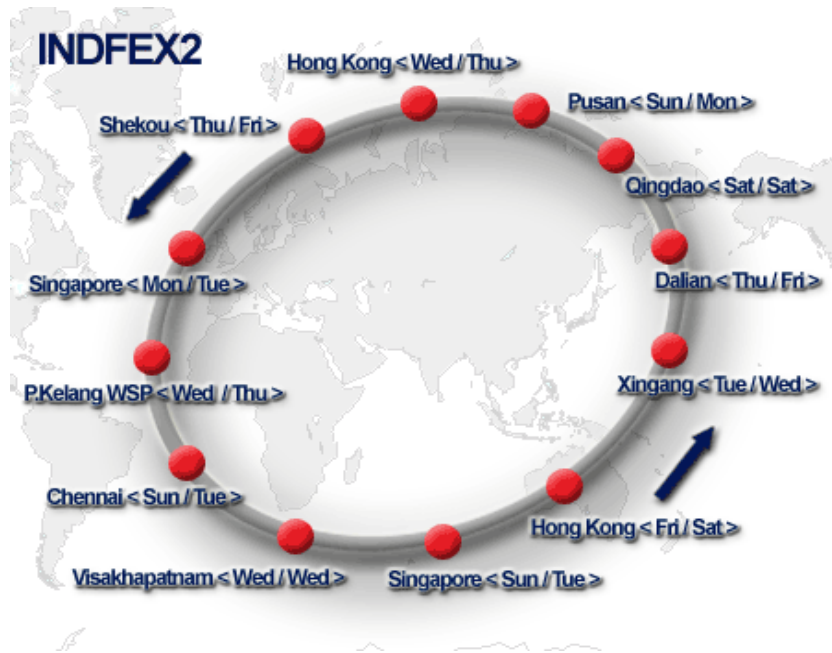 INDFEX2
Hong Kong < Wed / Thu >
Pusan < Sun / Mon >
Shekou < Thu / Fri >
Qingdao < Sat / Sat >
Singapore < Mon / Tue >
Dalian < Thu / Fri >
P.Kelang WSP < Wed / Thu >
Xingang < Tue / Wed >
Chennai < Sun / Tue >
Hong Kong < Fri / Sat >
Visakhapatnam < Wed / Wed >
Singapore < Sun / Tue >